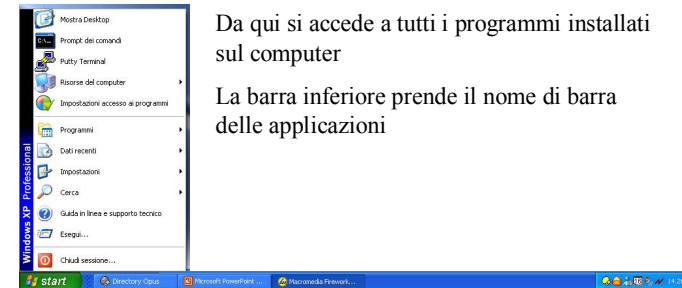 Mostra Desktop
Prompt dei comandi
Putty Terminal
Risorse del computer
Impostazioni accesso ai programmi
Programmi
Dati recenti
Impostazioni
Cerca
Guida in linea e supporto tecnico
Esegui...
Chiudi sessione...
Windows XP Professional
Da qui si accede a tutti i programmi installati
sul computer
La barra inferiore prende il nome di barra
delle applicazioni
start
Directory Opus
Microsoft PowerPoint ...
Macromedia Firework...